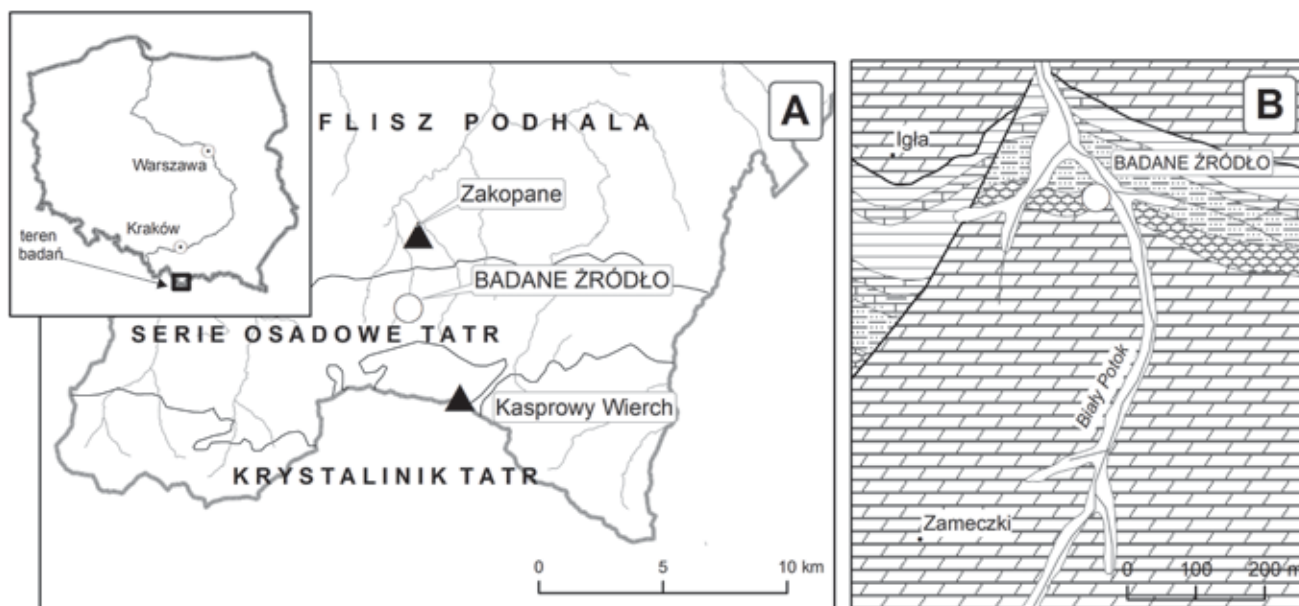 Warszawa
Kraków
teren
badań
A
FLISZ PODHALA
Zakopane
BADANE ŹRÓDŁO
SERIE OSADOWE TATR
Kasprowy Wierch
KRYSTALINIK TATR
0 5 10 km
B
Igła
BADANE ŹRÓDŁO
Biały Potok
Zameczki
0 100 200 m